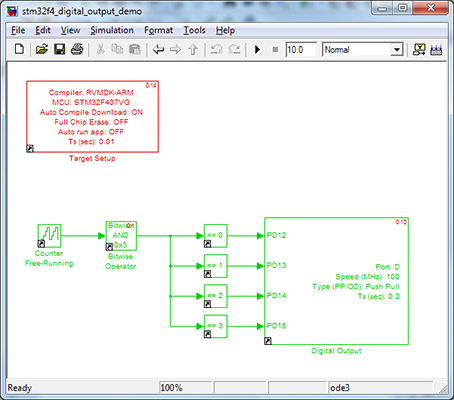 stm32f4_digital_output_demo
File Edit View Simulation Format Tools Help
10.0 Normal
0:14
Compiler: RVMDK-ARM
MCU: STM32F407VG
Auto Compile Download: ON
Full Chip Erase: OFF
Auto run app: OFF
Ts (sec): 0.01
Target Setup
Counter
Free-Running
Bitwise
AND
0x3
Bitwise
Operator
== 0
== 1
== 2
== 3
0:10
PD12
PD13
PD14
PD15
Port: D
Speed (MHz): 100
Type (PP/OD): Push Pull
Ts (sec): 0.2
Digital Output
Ready 100% ode3